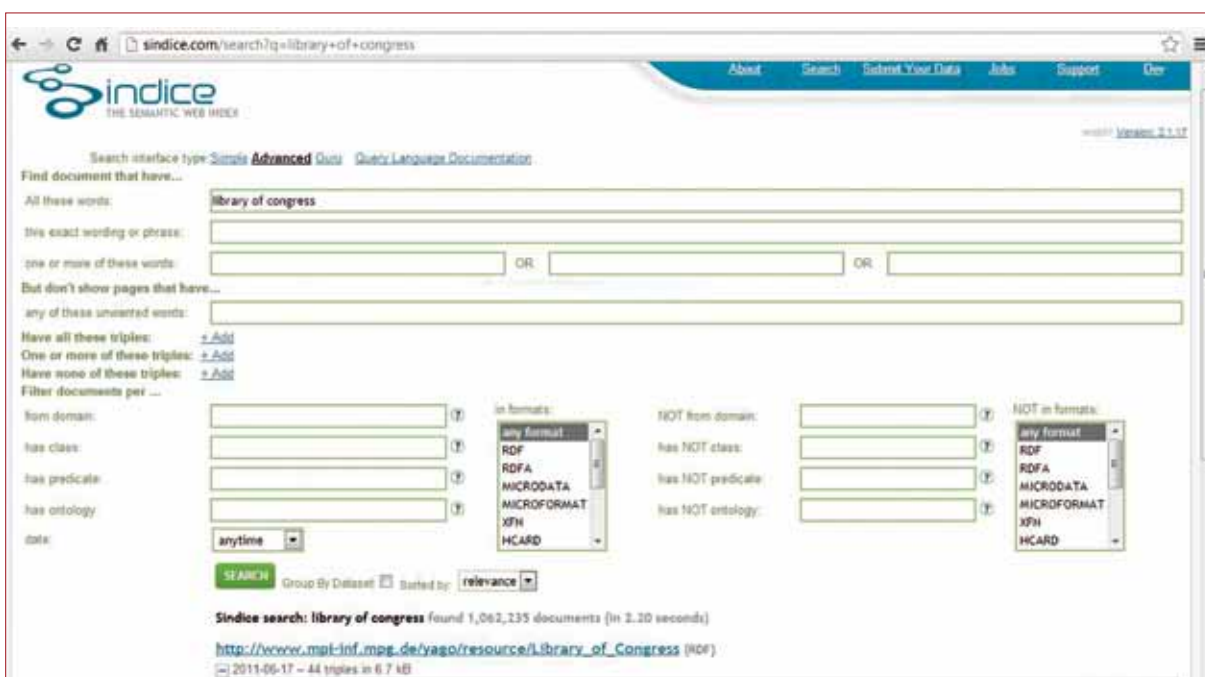 sindice.com/search?q=library+of+congress
About Search Submit Your Data Jobs Support Dev
Sindice
THE SEMANTIC WEB INDEX
Version: 2.1.17
Search interface type: Simple Advanced Guru Query Language Documentation
Find document that have...
All these words: library of congress
this exact wording or phrase:
one or more of these words: OR OR
But don't show pages that have...
any of these unwanted words:
Have all these triples: + Add
One or more of these triples: + Add
Have none of these triples: + Add
Filter documents per ...
from domain: ? in formats: NOT from domain: ? NOT in formats:
any format any format
has class: ? RDF has NOT class: ? RDF
RDFA RDFA
has predicate: ? MICRODATA has NOT predicate: ? MICRODATA
MICROFORMAT MICROFORMAT
has ontology: ? XFN has NOT ontology: ? XFN
date: anytime HCARD HCARD
SEARCH Group By Dataset Sorted by: relevance
Sindice search: library of congress found 1,062,235 documents (in 2.20 seconds)
http://www.mpi-inf.mpg.de/yago/resource/Library_of_Congress (RDF)
2011-06-17 – 44 triples in 6.7 kB